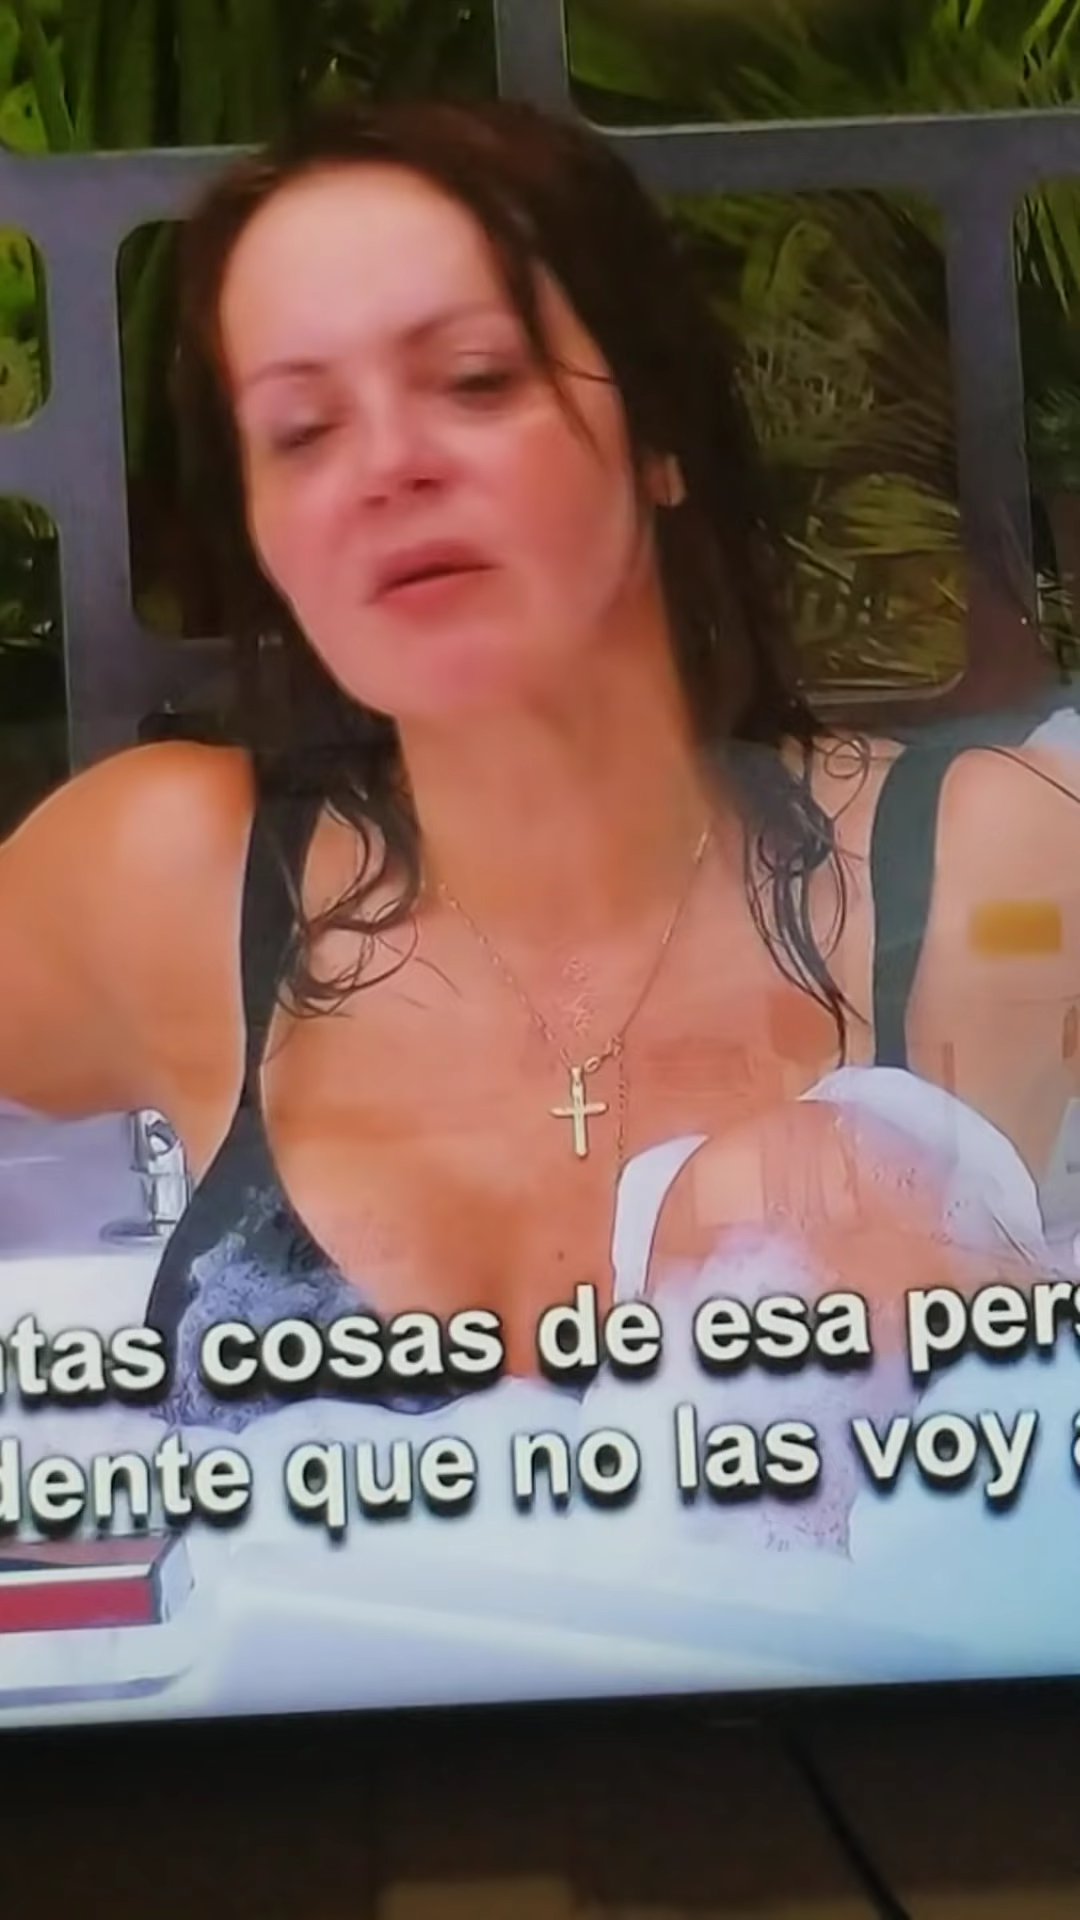 tas cosas de esa pers
dente que no las voy